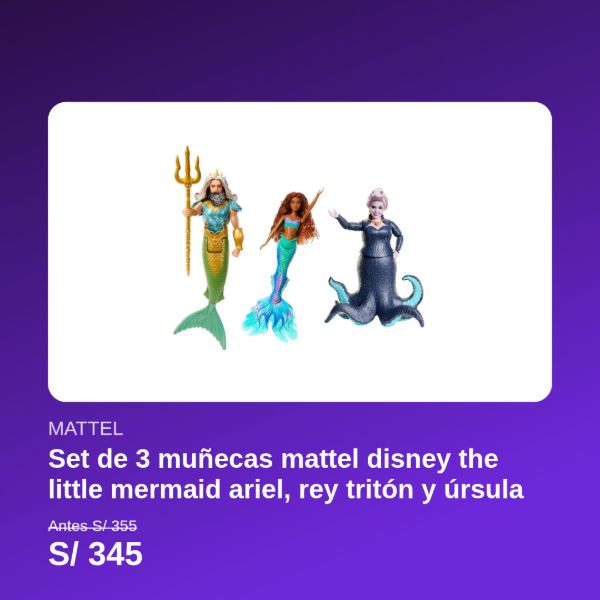 MATTEL
Set de 3 muñecas mattel disney the
little mermaid ariel, rey tritón y úrsula
Antes S/ 355
S/ 345